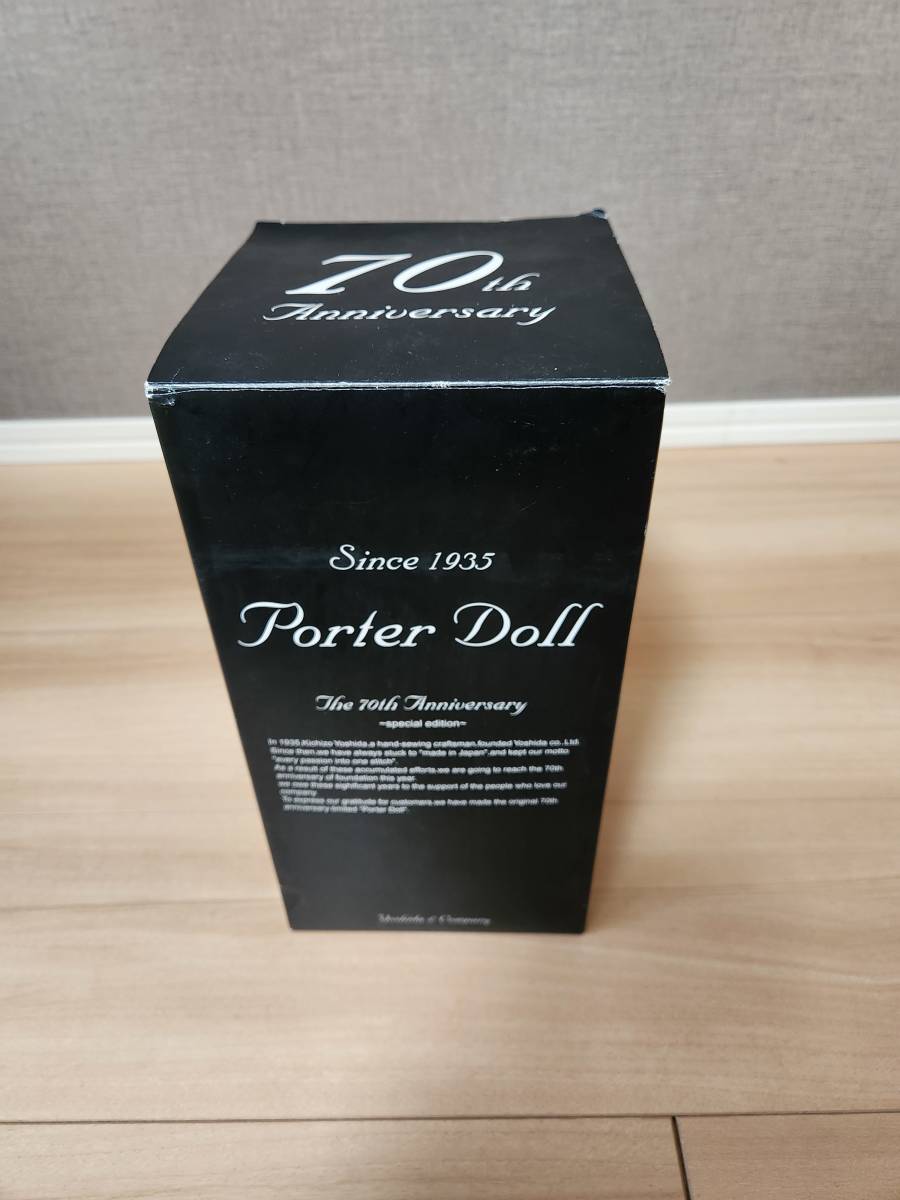 70th
Anniversary
Since 1935
Porter Doll
The 70th Anniversary
~special edition~
In 1935,Kichizo Yoshida,a hand-sewing craftsman,founded Yoshida co.,Ltd.
Since then,we have always stuck to "made in Japan",and kept our motto
"every passion into one stitch".
As a result of these accumulated efforts,we are going to reach the 70th
anniversary of foundation this year.
we owe these significant years to the support of the people who love our
company.
To express our gratitude for customers,we have made the original 70th
anniversary-limited "Porter Doll".
Yoshida & Company